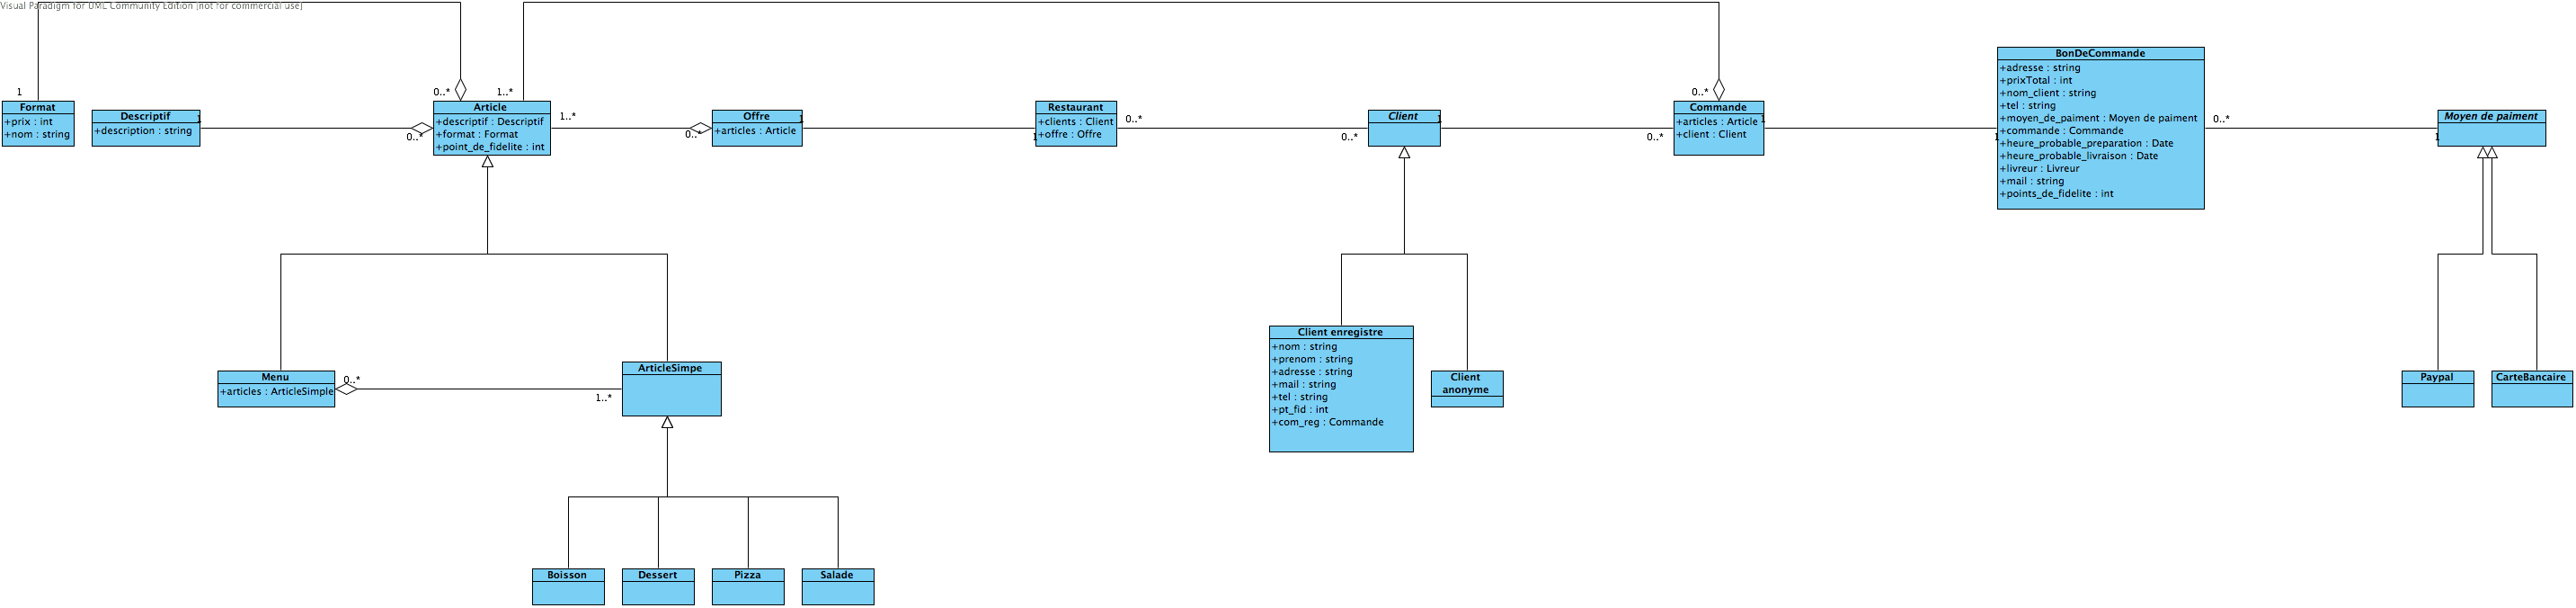 Visual Paradigm for UML Community Edition [not for commercial use]
1
Format
+prix : int
+nom : string
Descriptif
+description : string
1
0..*
0..*
1..*
Article
+descriptif : Descriptif
+format : Format
+point_de_fidelite : int
1..*
0..*
Offre
+articles : Article
1
1
Restaurant
+clients : Client
+offre : Offre
0..*
0..*
Client
1
0..*
0..*
Commande
+articles : Article
+client : Client
1
1
BonDeCommande
+adresse : string
+prixTotal : int
+nom_client : string
+tel : string
+moyen_de_paiment : Moyen de paiment
+commande : Commande
+heure_probable_preparation : Date
+heure_probable_livraison : Date
+livreur : Livreur
+mail : string
+points_de_fidelite : int
0..*
1
Moyen de paiment
Menu
+articles : ArticleSimple
0..*
1..*
ArticleSimpe
Client enregistre
+nom : string
+prenom : string
+adresse : string
+mail : string
+tel : string
+pt_fid : int
+com_reg : Commande
Client
anonyme
Paypal
CarteBancaire
Boisson
Dessert
Pizza
Salade